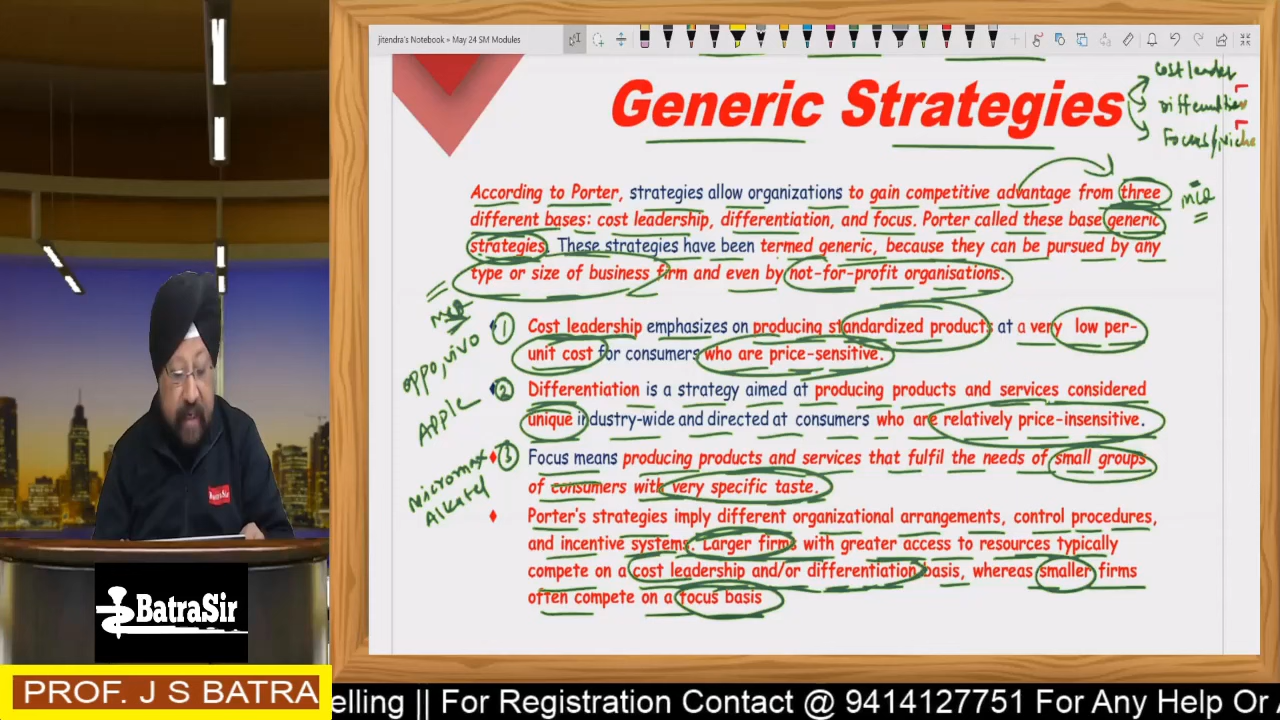 jitendra's Notebook » May 24 SM Modules
Generic Strategies
Cost leader
Differentiation
Focus/niche
According to Porter, strategies allow organizations to gain competitive advantage from three
different bases: cost leadership, differentiation, and focus. Porter called these base generic
strategies. These strategies have been termed generic, because they can be pursued by any
type or size of business firm and even by not-for-profit organisations.
MCQ
MCQ
1 Cost leadership emphasizes on producing standardized products at a very low per-
unit cost for consumers who are price-sensitive.
oppo, vivo
2 Differentiation is a strategy aimed at producing products and services considered
unique industry-wide and directed at consumers who are relatively price-insensitive.
Apple
3 Focus means producing products and services that fulfil the needs of small groups
of consumers with very specific taste.
Micromax
Alkatel
Porter's strategies imply different organizational arrangements, control procedures,
and incentive systems. Larger firms with greater access to resources typically
compete on a cost leadership and/or differentiation basis, whereas smaller firms
often compete on a focus basis
BatraSir
BatraSir
PROF. J S BATRA
elling || For Registration Contact @ 9414127751 For Any Help Or A